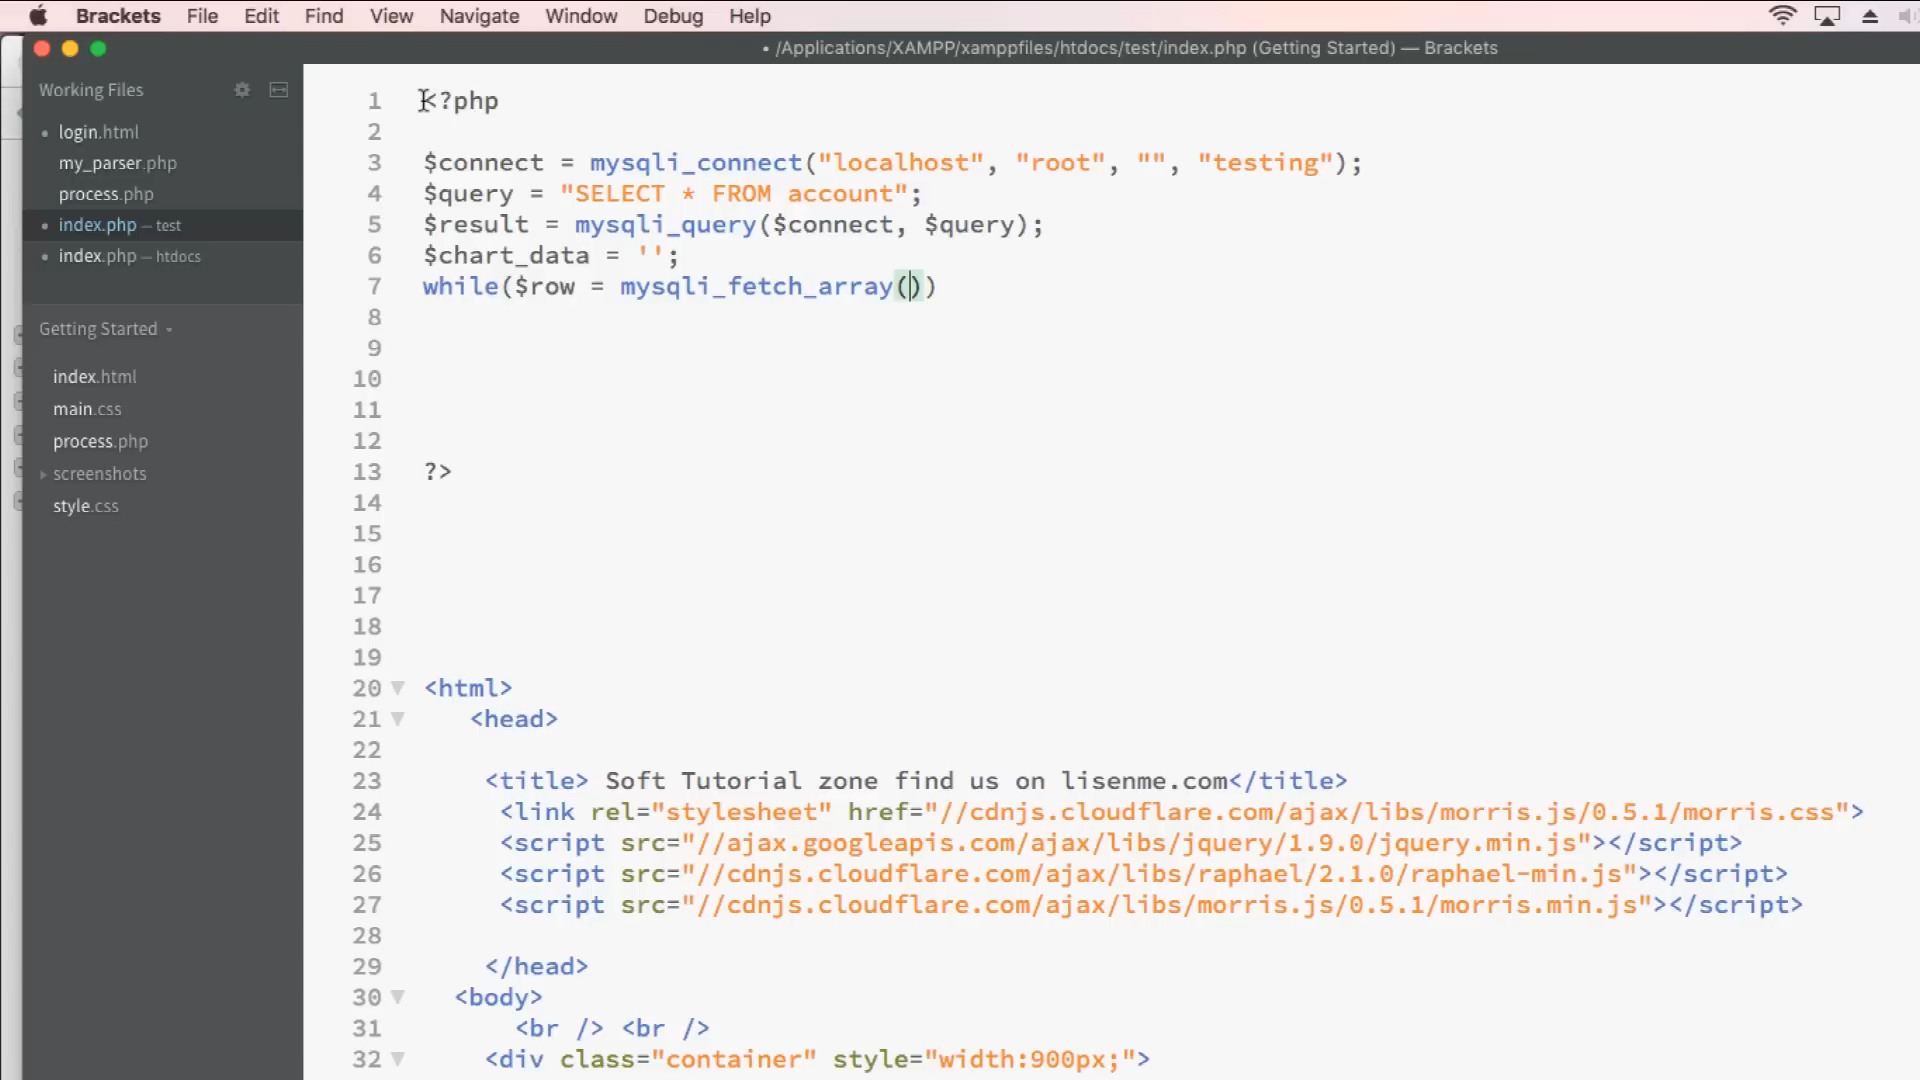 Brackets File Edit Find View Navigate Window Debug Help
• /Applications/XAMPP/xamppfiles/htdocs/test/index.php (Getting Started) — Brackets
Working Files
login.html
my_parser.php
process.php
index.php — test
index.php — htdocs
Getting Started
index.html
main.css
process.php
screenshots
style.css
1 <?php
2
3 $connect = mysqli_connect("localhost", "root", "", "testing");
4 $query = "SELECT * FROM account";
5 $result = mysqli_query($connect, $query);
6 $chart_data = '';
7 while($row = mysqli_fetch_array())
8
9
10
11
12
13 ?>
14
15
16
17
18
19
20 <html>
21 <head>
22
23 <title> Soft Tutorial zone find us on lisenme.com</title>
24 <link rel="stylesheet" href="//cdnjs.cloudflare.com/ajax/libs/morris.js/0.5.1/morris.css">
25 <script src="//ajax.googleapis.com/ajax/libs/jquery/1.9.0/jquery.min.js"></script>
26 <script src="//cdnjs.cloudflare.com/ajax/libs/raphael/2.1.0/raphael-min.js"></script>
27 <script src="//cdnjs.cloudflare.com/ajax/libs/morris.js/0.5.1/morris.min.js"></script>
28
29 </head>
30 <body>
31 <br /> <br />
32 <div class="container" style="width:900px;">